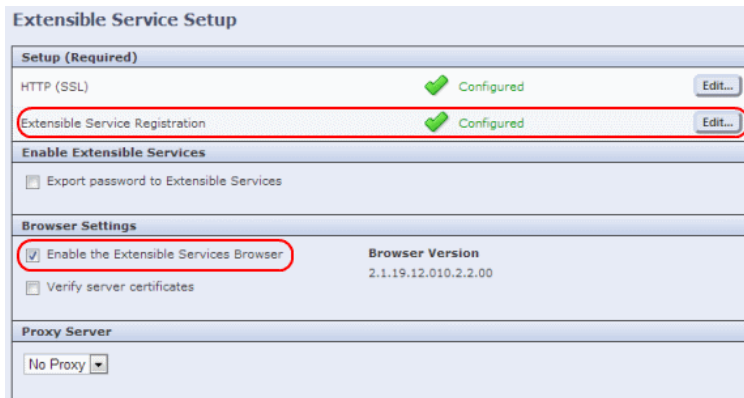 Extensible Service Setup
Setup (Required)
HTTP (SSL) Configured Edit...
Extensible Service Registration Configured Edit...
Enable Extensible Services
Export password to Extensible Services
Browser Settings
Enable the Extensible Services Browser Browser Version
2.1.19.12.010.2.2.00
Verify server certificates
Proxy Server
No Proxy